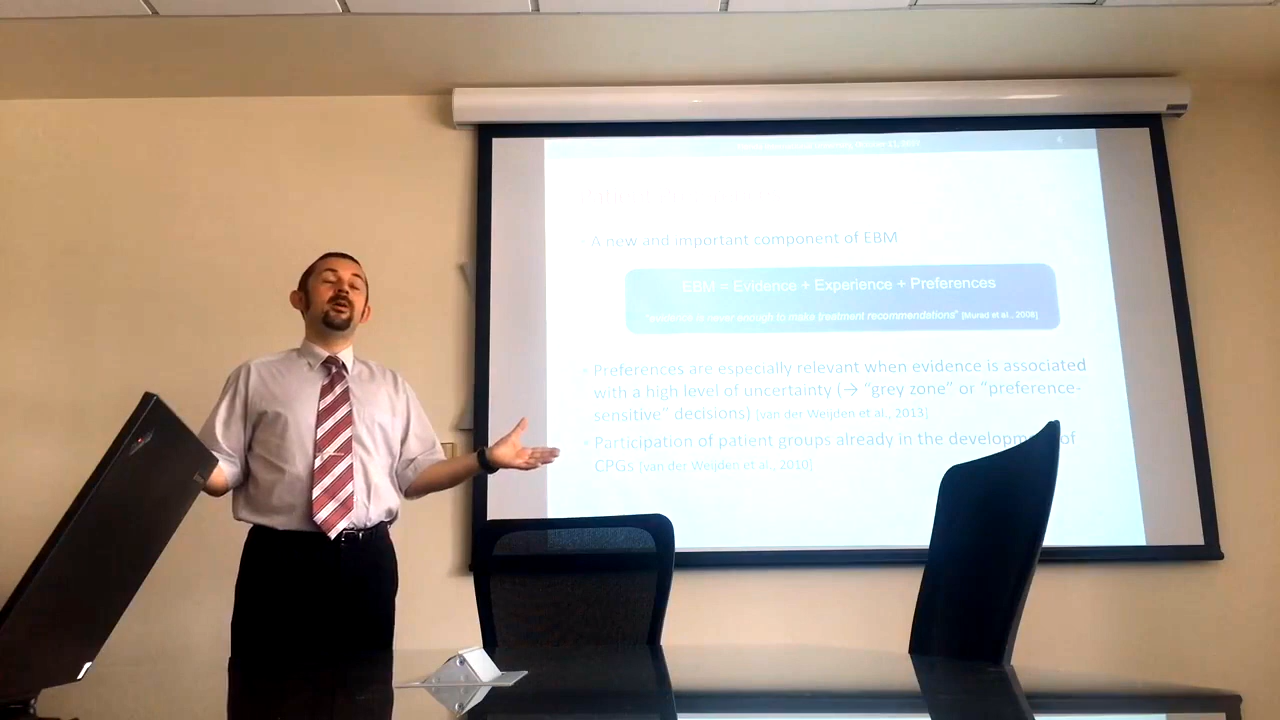 • A new and important component of EBM
EBM = Evidence + Experience + Preferences
"evidence is never enough to make treatment recommendations" [Murad et al., 2008]
• Preferences are especially relevant when evidence is associated
with a high level of uncertainty (→ "grey zone" or "preference-
sensitive" decisions) [van der Weijden et al., 2013]
• Participation of patient groups already in the development of
CPGs [van der Weijden et al., 2010]